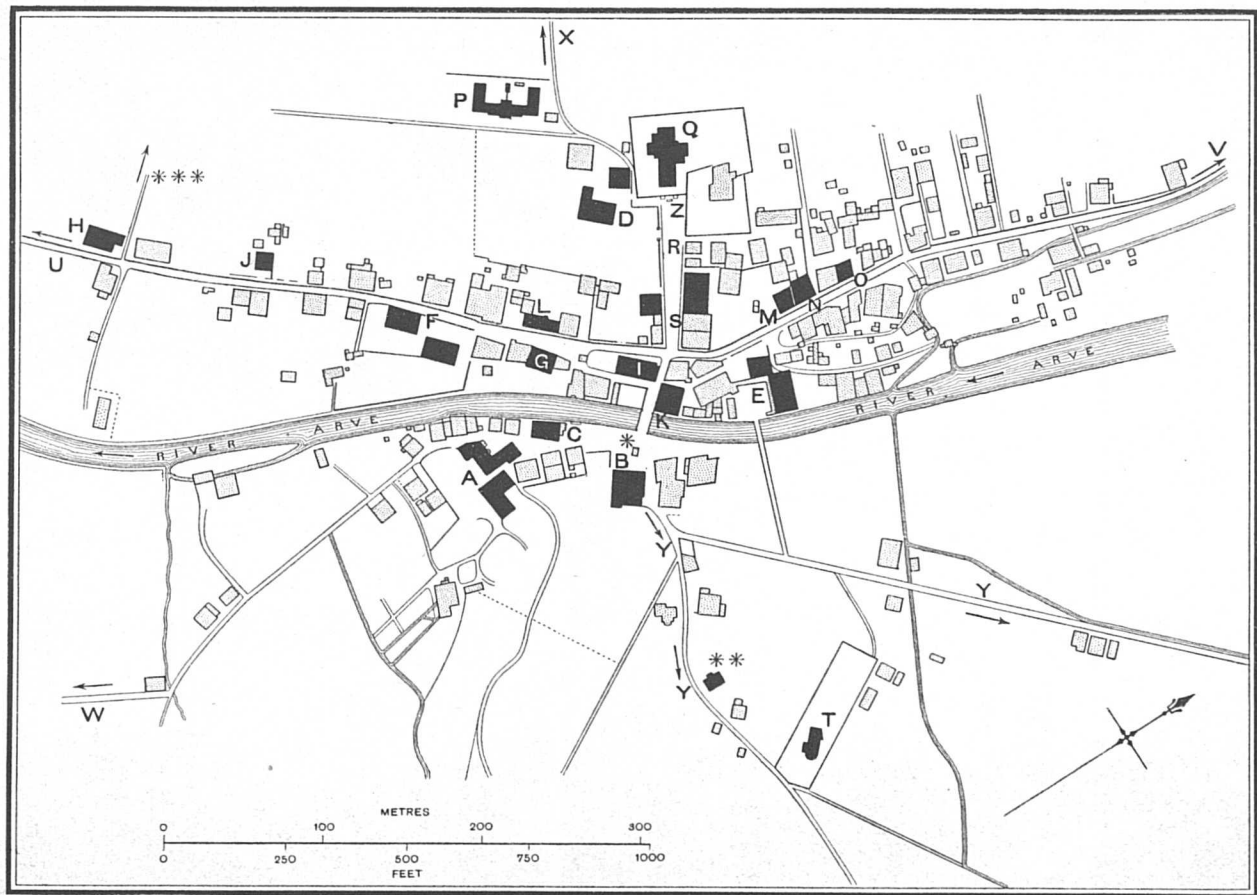 X
P
Q
V
* * *
D
Z
H
R
J
U
O
L
M
N
F
S
G
I
E
K
RIVER ARVE
RIVER ARVE
C
*
A
B
Y
Y
* *
Y
W
T
METRES
0 100 200 300
0 250 500 750 1000
FEET